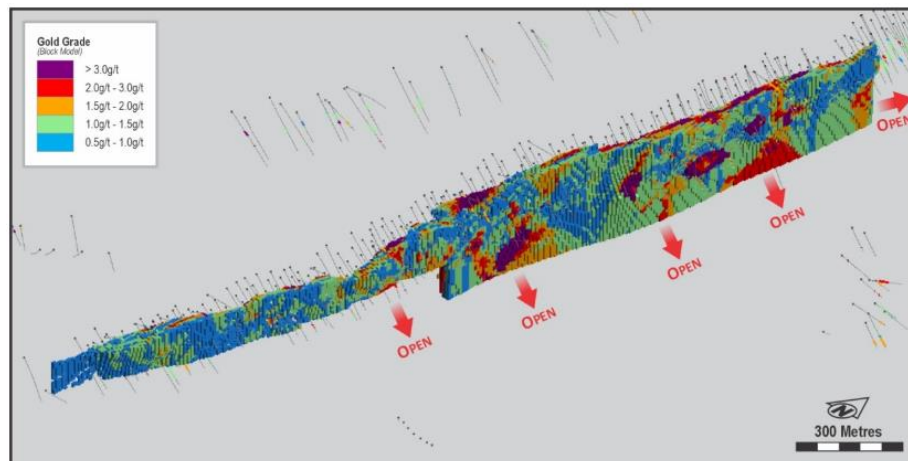 Gold Grade
(Block Model)
> 3.0g/t
2.0g/t - 3.0g/t
1.5g/t - 2.0g/t
1.0g/t - 1.5g/t
0.5g/t - 1.0g/t
OPEN
OPEN
OPEN
OPEN
OPEN
N
300 Metres